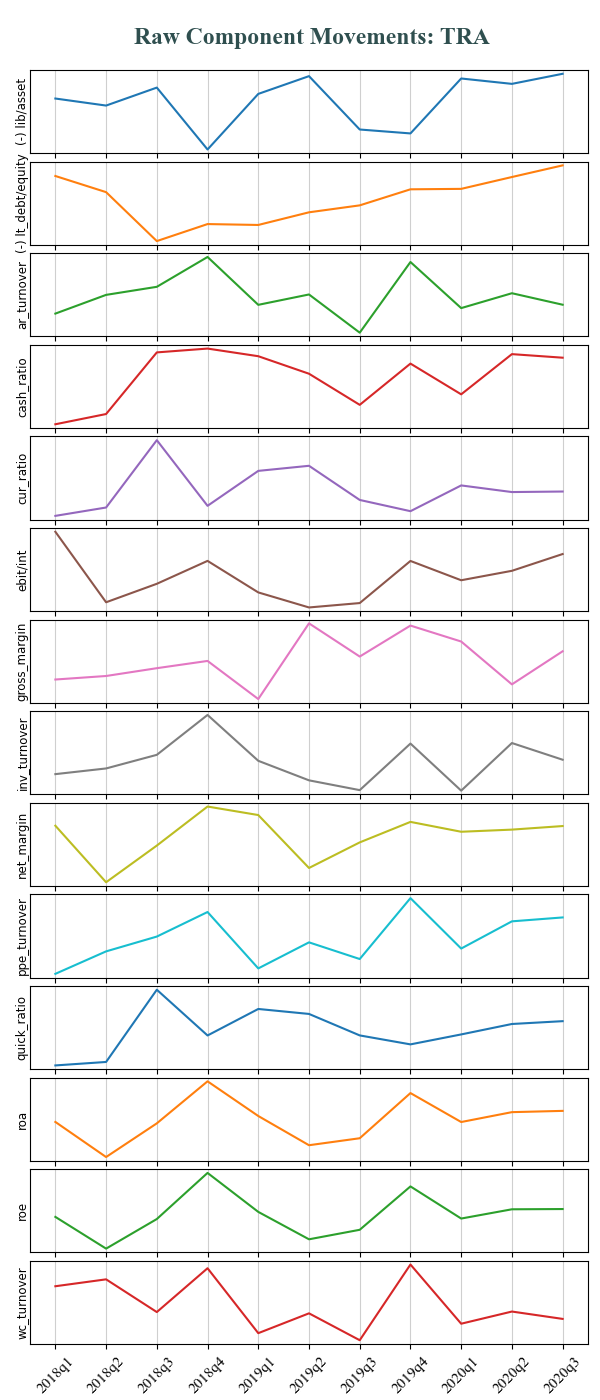 Raw Component Movements: TRA
(-) lib/asset
(-) lt_debt/equity
ar_turnover
cash_ratio
cur_ratio
ebit/int
gross_margin
inv_turnover
net_margin
ppe_turnover
quick_ratio
roa
roe
wc_turnover
2018q1 2018q2 2018q3 2018q4 2019q1 2019q2 2019q3 2019q4 2020q1 2020q2 2020q3